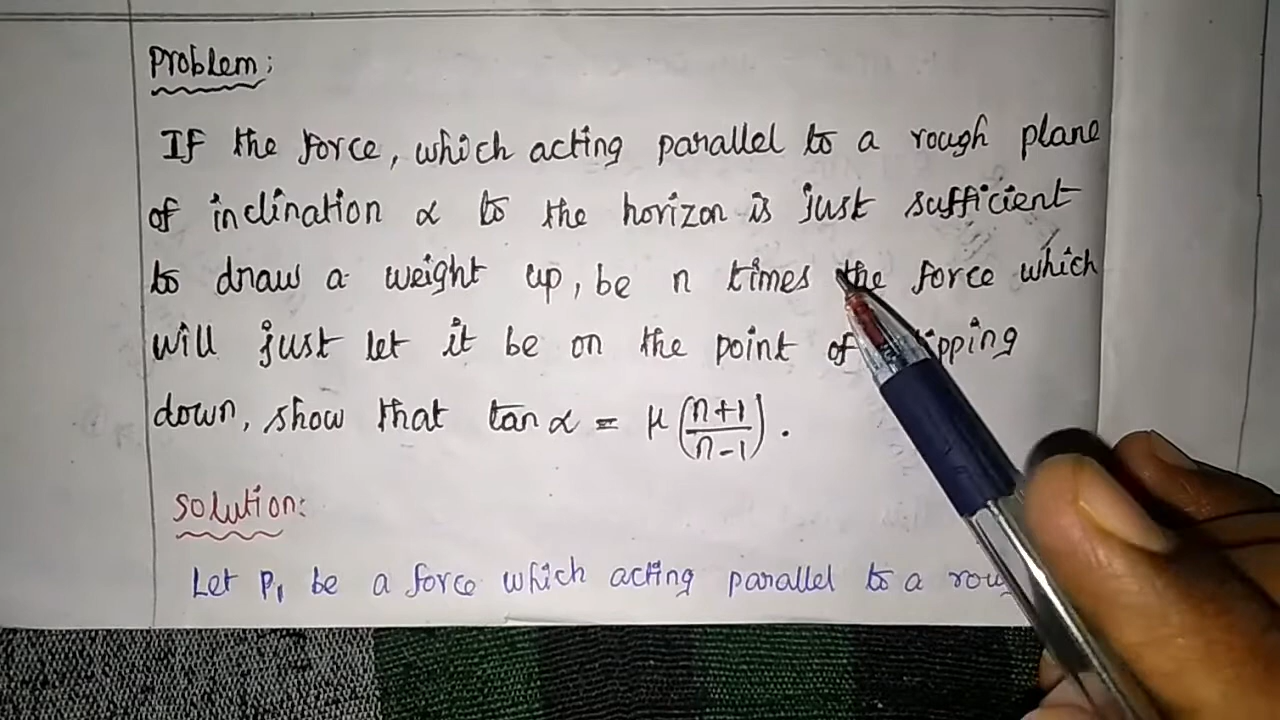 Problem:
If the force, which acting parallel to a rough plane
of inclination α to the horizon is just sufficient
to draw a weight up, be n times the force which
will just let it be on the point of
down, show that tan α = μ (n+1/n-1).
Solution:
Let P₁ be a force which acting parallel to a